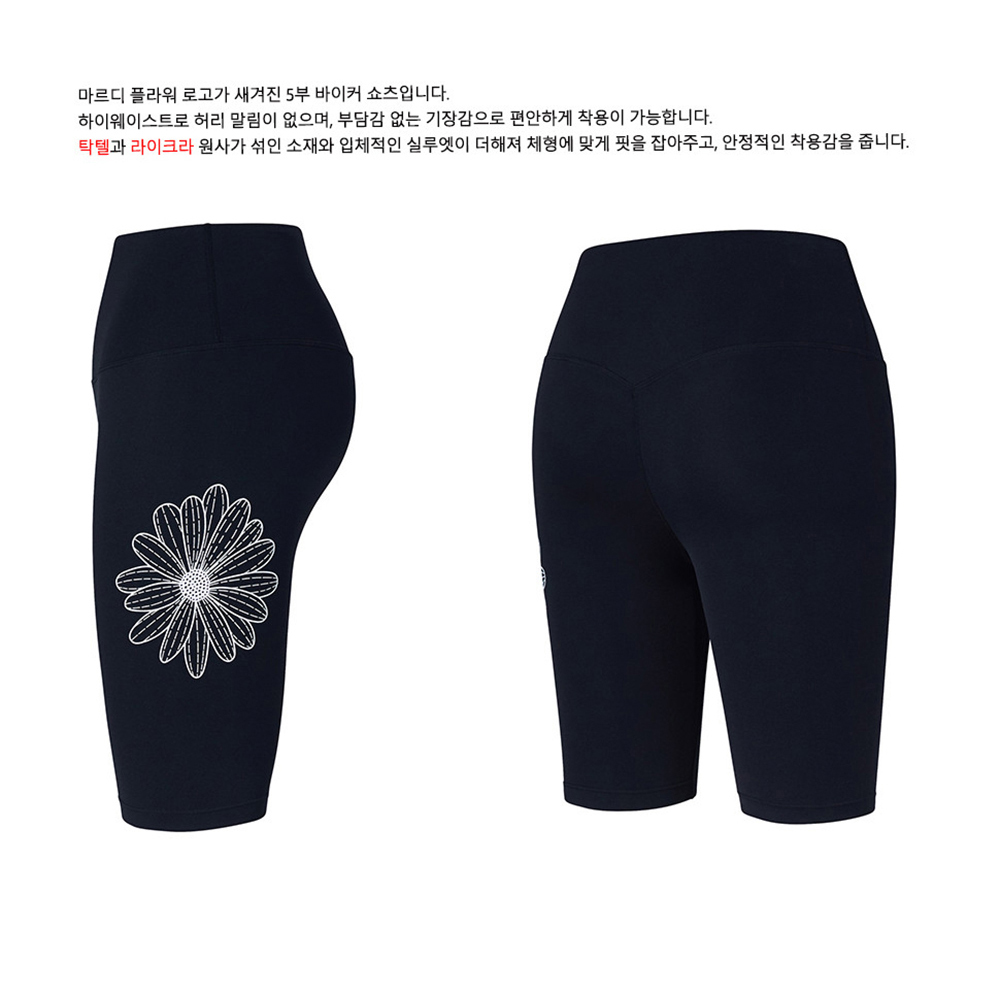 마르디 플라워 로고가 새겨진 5부 바이커 쇼츠입니다.
하이웨이스트로 허리 말림이 없으며, 부담감 없는 기장감으로 편안하게 착용이 가능합니다.
탁텔과 라이크라 원사가 섞인 소재와 입체적인 실루엣이 더해져 체형에 맞게 핏을 잡아주고, 안정적인 착용감을 줍니다.